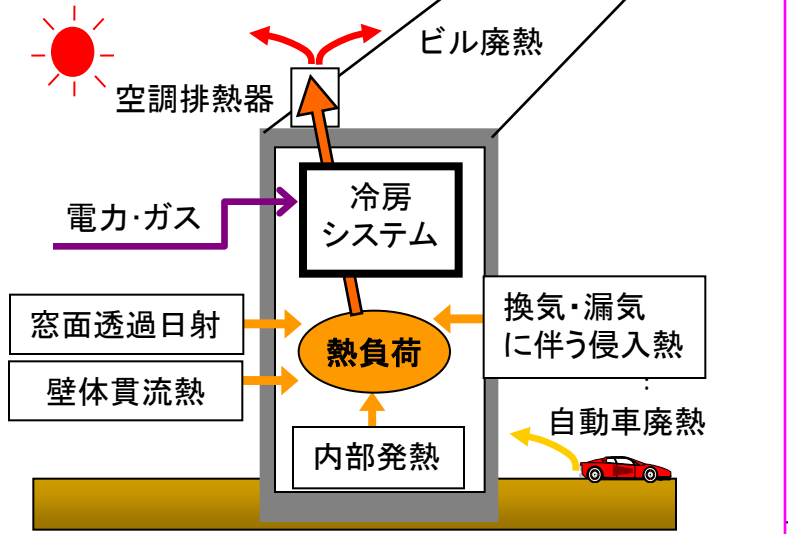 ビル廃熱
空調排熱器
冷房
システム
電力･ガス
窓面透過日射
換気・漏気
に伴う侵入熱
熱負荷
壁体貫流熱
自動車廃熱
内部発熱